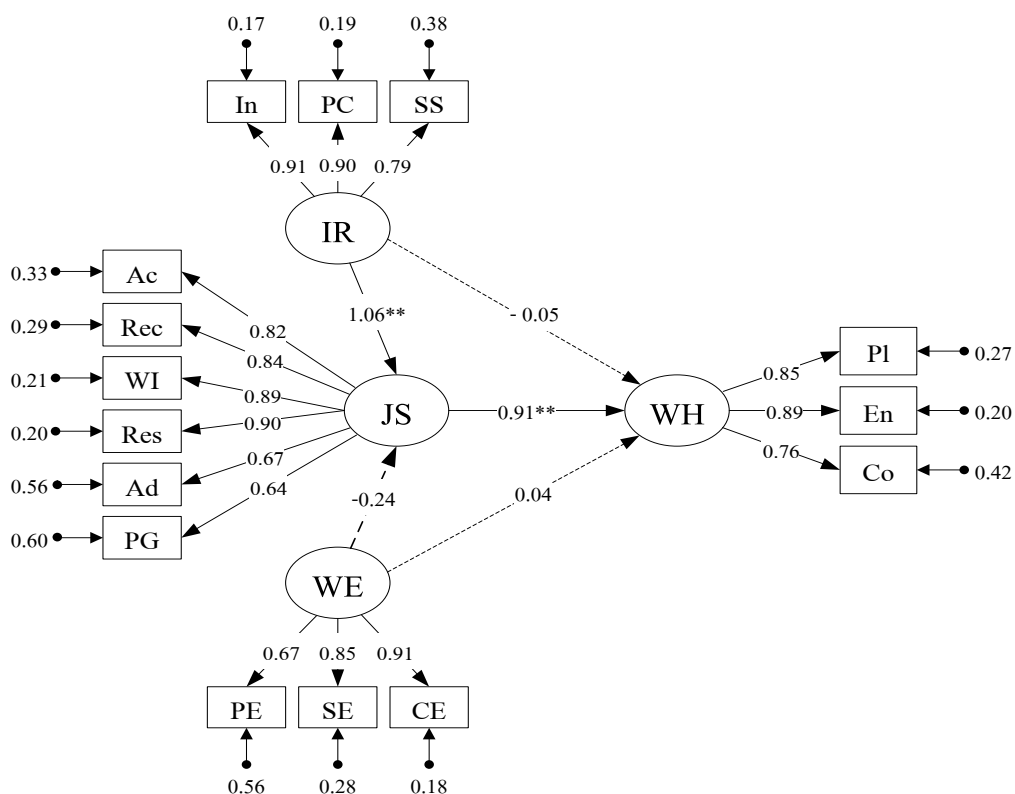 0.17 0.19 0.38
In PC SS
0.91 0.90 0.79
IR
0.33 Ac
1.06**
- 0.05
0.29 Rec
0.82
0.84
Pl 0.27
0.21 WI
0.85
0.89
JS 0.91** WH
0.89 En 0.20
0.90
0.20 Res
0.67
0.76
Co 0.42
0.56 Ad
0.64
-0.24
0.04
0.60 PG
WE
0.67 0.85 0.91
PE SE CE
0.56 0.28 0.18